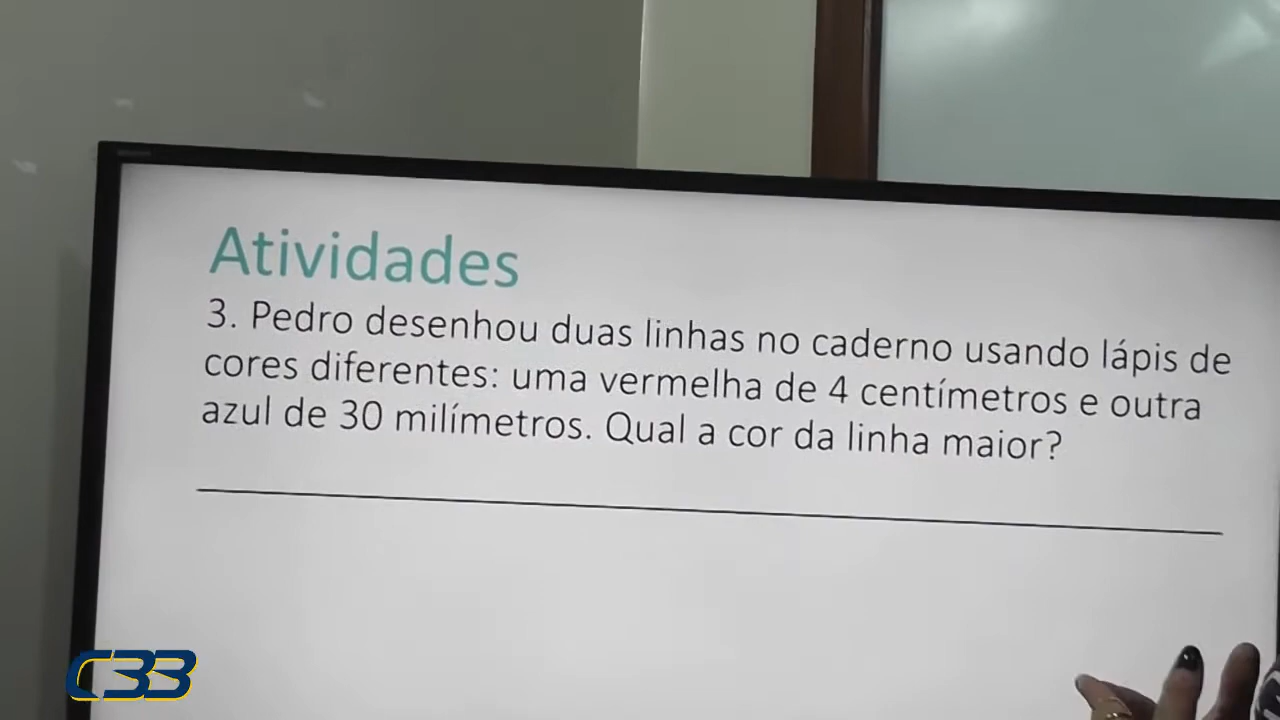 Atividades
3. Pedro desenhou duas linhas no caderno usando lápis de
cores diferentes: uma vermelha de 4 centímetros e outra
azul de 30 milímetros. Qual a cor da linha maior?
CBB